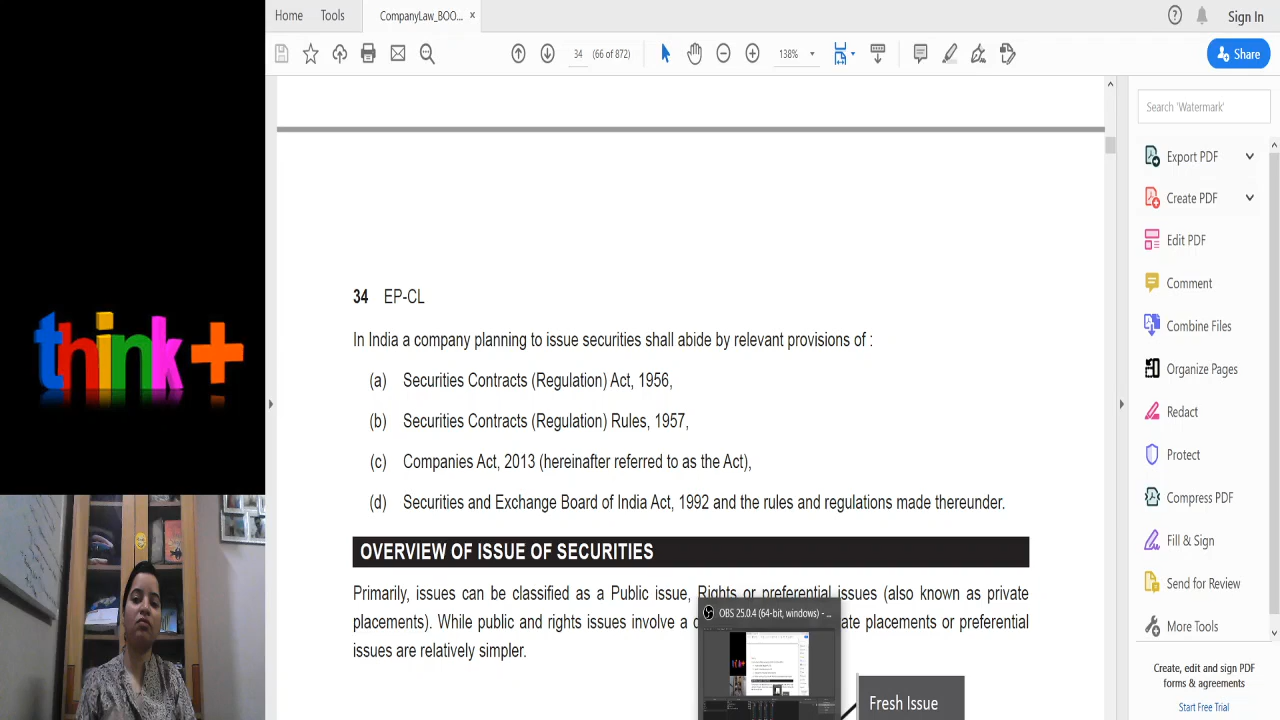 Home Tools CompanyLaw_BOO... × Sign In
34 (66 of 872) 138% Share
Search 'Watermark'
Export PDF
Create PDF
Edit PDF
Comment
Combine Files
Organize Pages
Redact
Protect
Compress PDF
Fill & Sign
Send for Review
More Tools
Create, edit and sign PDF
forms & agreements
Start Free Trial
think+
34 EP-CL
In India a company planning to issue securities shall abide by relevant provisions of :
(a) Securities Contracts (Regulation) Act, 1956,
(b) Securities Contracts (Regulation) Rules, 1957,
(c) Companies Act, 2013 (hereinafter referred to as the Act),
(d) Securities and Exchange Board of India Act, 1992 and the rules and regulations made thereunder.
OVERVIEW OF ISSUE OF SECURITIES
Primarily, issues can be classified as a Public issue, Rights or preferential issues (also known as private
placements). While public and rights issues involve a placements or preferential
issues are relatively simpler.
OBS 25.0.4 (64-bit, windows) - ...
Fresh Issue